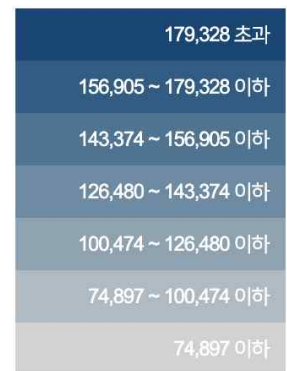 179,328 초과
156,905 ~ 179,328 이하
143,374 ~ 156,905 이하
126,480 ~ 143,374 이하
100,474 ~ 126,480 이하
74,897 ~ 100,474 이하
74,897 이하